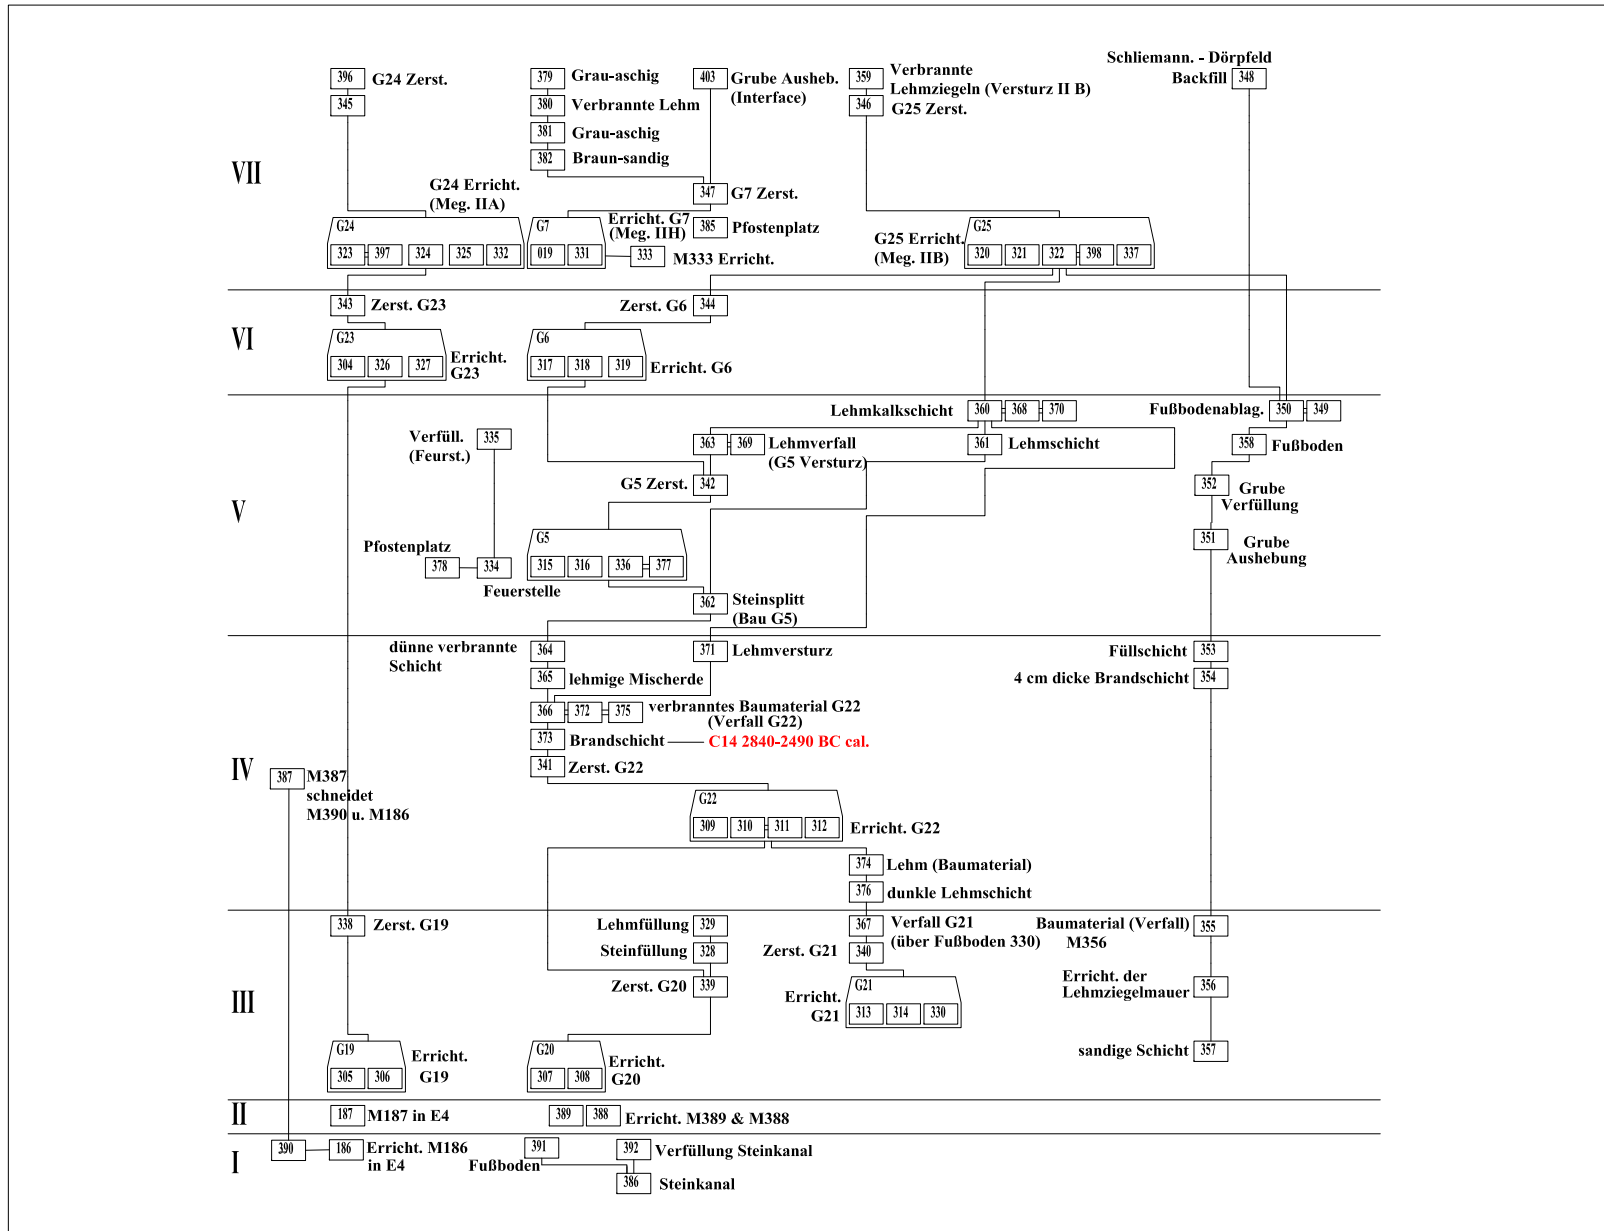 Schliemann. - Dörpfeld
396 G24 Zerst. 379 Grau-aschig 403 Grube Ausheb. 359 Verbrannte Backfill 348
(Interface) Lehmziegeln (Versturz II B)
345 380 Verbrannte Lehm 346 G25 Zerst.
381 Grau-aschig
382 Braun-sandig
VII
G24 Erricht. 347 G7 Zerst.
(Meg. IIA)
G24 G7 Erricht. G7 385 Pfostenplatz G25
(Meg. IIH) G25 Erricht.
323 397 324 325 332 019 331 333 M333 Erricht. (Meg. IIB) 320 321 322 398 337
343 Zerst. G23 Zerst. G6 344
VI
G23 G6
304 326 327 Erricht. 317 318 319 Erricht. G6
G23
Lehmkalkschicht 360 368 370 Fußbodenablag. 350 349
Verfüll. 335 363 369 Lehmverfall 361 Lehmschicht 358 Fußboden
(Feurst.) (G5 Versturz)
G5 Zerst. 342 352 Grube
Verfüllung
V
G5 351 Grube
Pfostenplatz Aushebung
378 334 315 316 336 377
Feuerstelle 362 Steinsplitt
(Bau G5)
dünne verbrannte 364 371 Lehmversturz Füllschicht 353
Schicht
365 lehmige Mischerde 4 cm dicke Brandschicht 354
366 372 375 verbranntes Baumaterial G22
(Verfall G22)
373 Brandschicht C14 2840-2490 BC cal.
IV
341 Zerst. G22
387 M387
schneidet
M390 u. M186
G22
309 310 311 312 Erricht. G22
374 Lehm (Baumaterial)
376 dunkle Lehmschicht
338 Zerst. G19 Lehmfüllung 329 367 Verfall G21 Baumaterial (Verfall) 355
(über Fußboden 330) M356
Steinfüllung 328 Zerst. G21 340
Zerst. G20 339 G21 Erricht. der 356
Erricht. Lehmziegelmauer
III
G21 313 314 330
G19 Erricht. G20 Erricht. sandige Schicht 357
305 306 G19 307 308 G20
II
187 M187 in E4 389 388 Erricht. M389 & M388
I
390 186 Erricht. M186 391 392 Verfüllung Steinkanal
in E4 Fußboden
386 Steinkanal